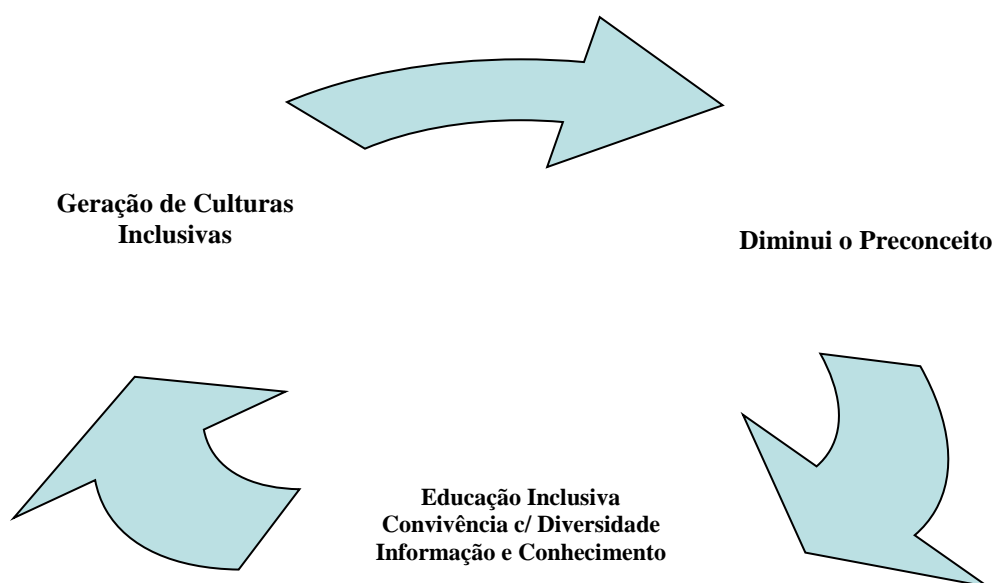 Geração de Culturas
Inclusivas
Diminui o Preconceito
Educação Inclusiva
Convivência c/ Diversidade
Informação e Conhecimento